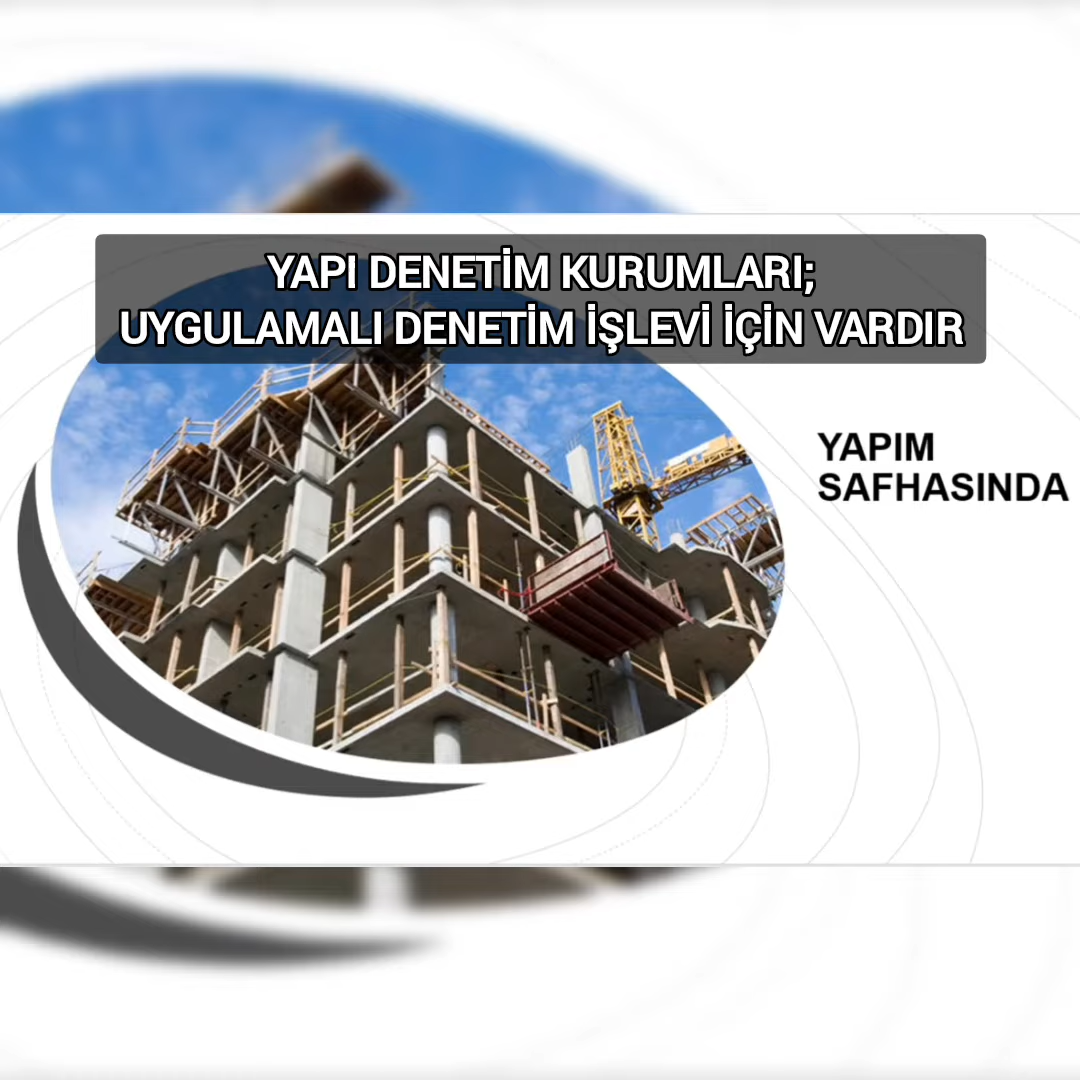 YAPI DENETİM KURUMLARI;
UYGULAMALI DENETİM İŞLEVİ İÇİN VARDIR
YAPIM
SAFHASINDA